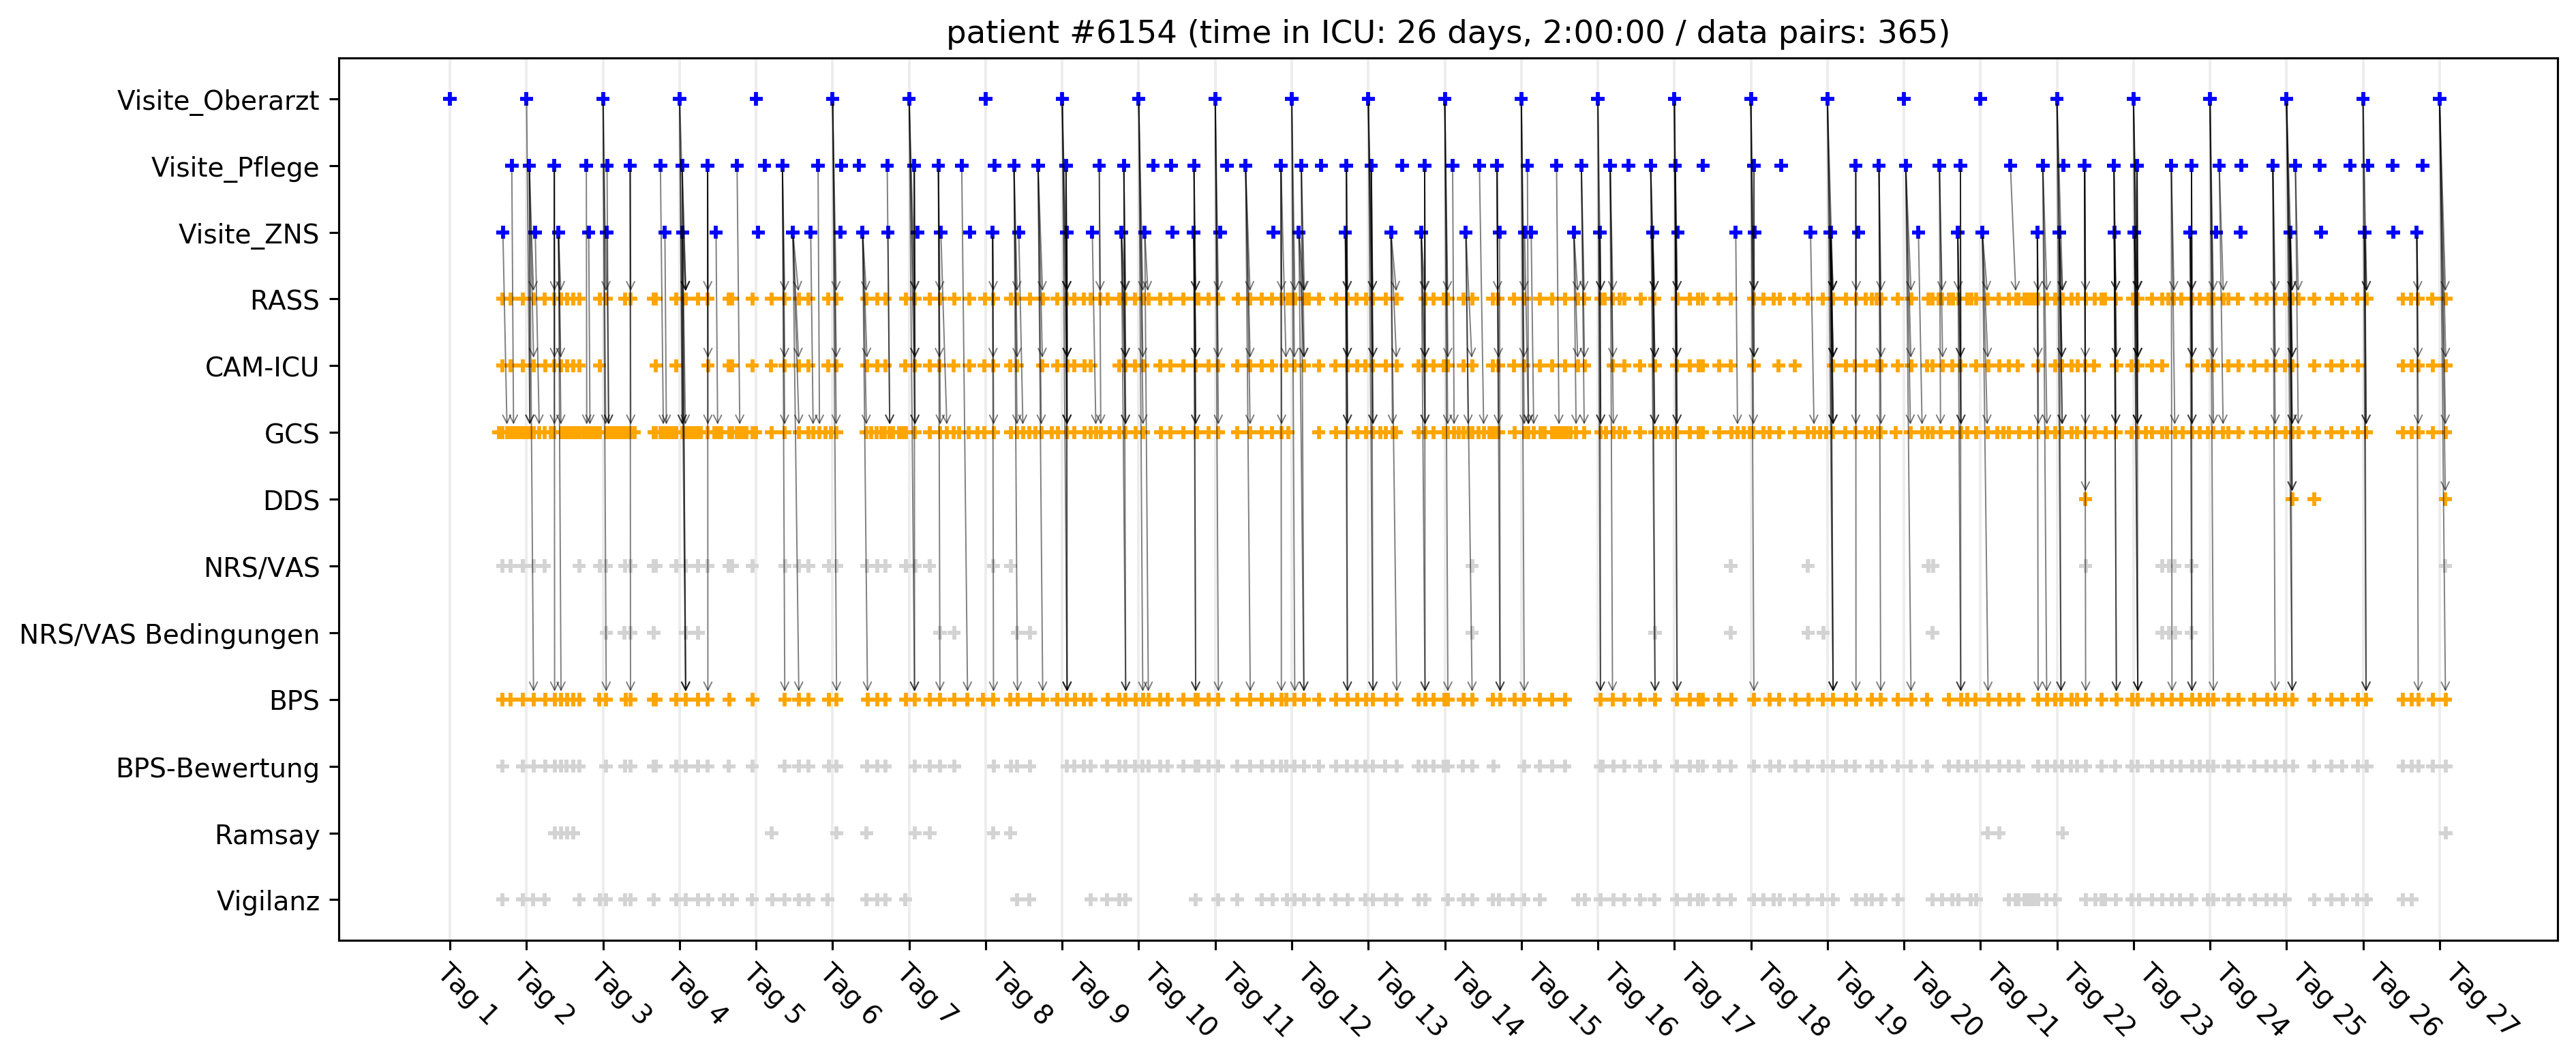 patient #6154 (time in ICU: 26 days, 2:00:00 / data pairs: 365)
Visite_Oberarzt
Visite_Pflege
Visite_ZNS
RASS
CAM-ICU
GCS
DDS
NRS/VAS
NRS/VAS Bedingungen
BPS
BPS-Bewertung
Ramsay
Vigilanz
Tag 1
Tag 2
Tag 3
Tag 4
Tag 5
Tag 6
Tag 7
Tag 8
Tag 9
Tag 10
Tag 11
Tag 12
Tag 13
Tag 14
Tag 15
Tag 16
Tag 17
Tag 18
Tag 19
Tag 20
Tag 21
Tag 22
Tag 23
Tag 24
Tag 25
Tag 26
Tag 27